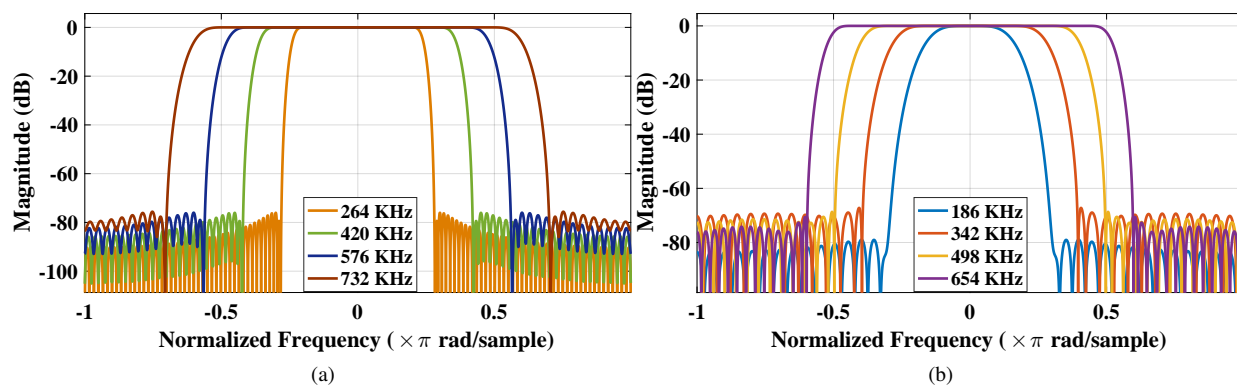 0
-20
-40
-60
-80
-100
Magnitude (dB)
264 KHz
420 KHz
576 KHz
732 KHz
-1
-0.5
0
0.5
Normalized Frequency ( ×π rad/sample)
(a)
0
-20
-40
-60
-80
Magnitude (dB)
186 KHz
342 KHz
498 KHz
654 KHz
-1
-0.5
0
0.5
Normalized Frequency ( ×π rad/sample)
(b)